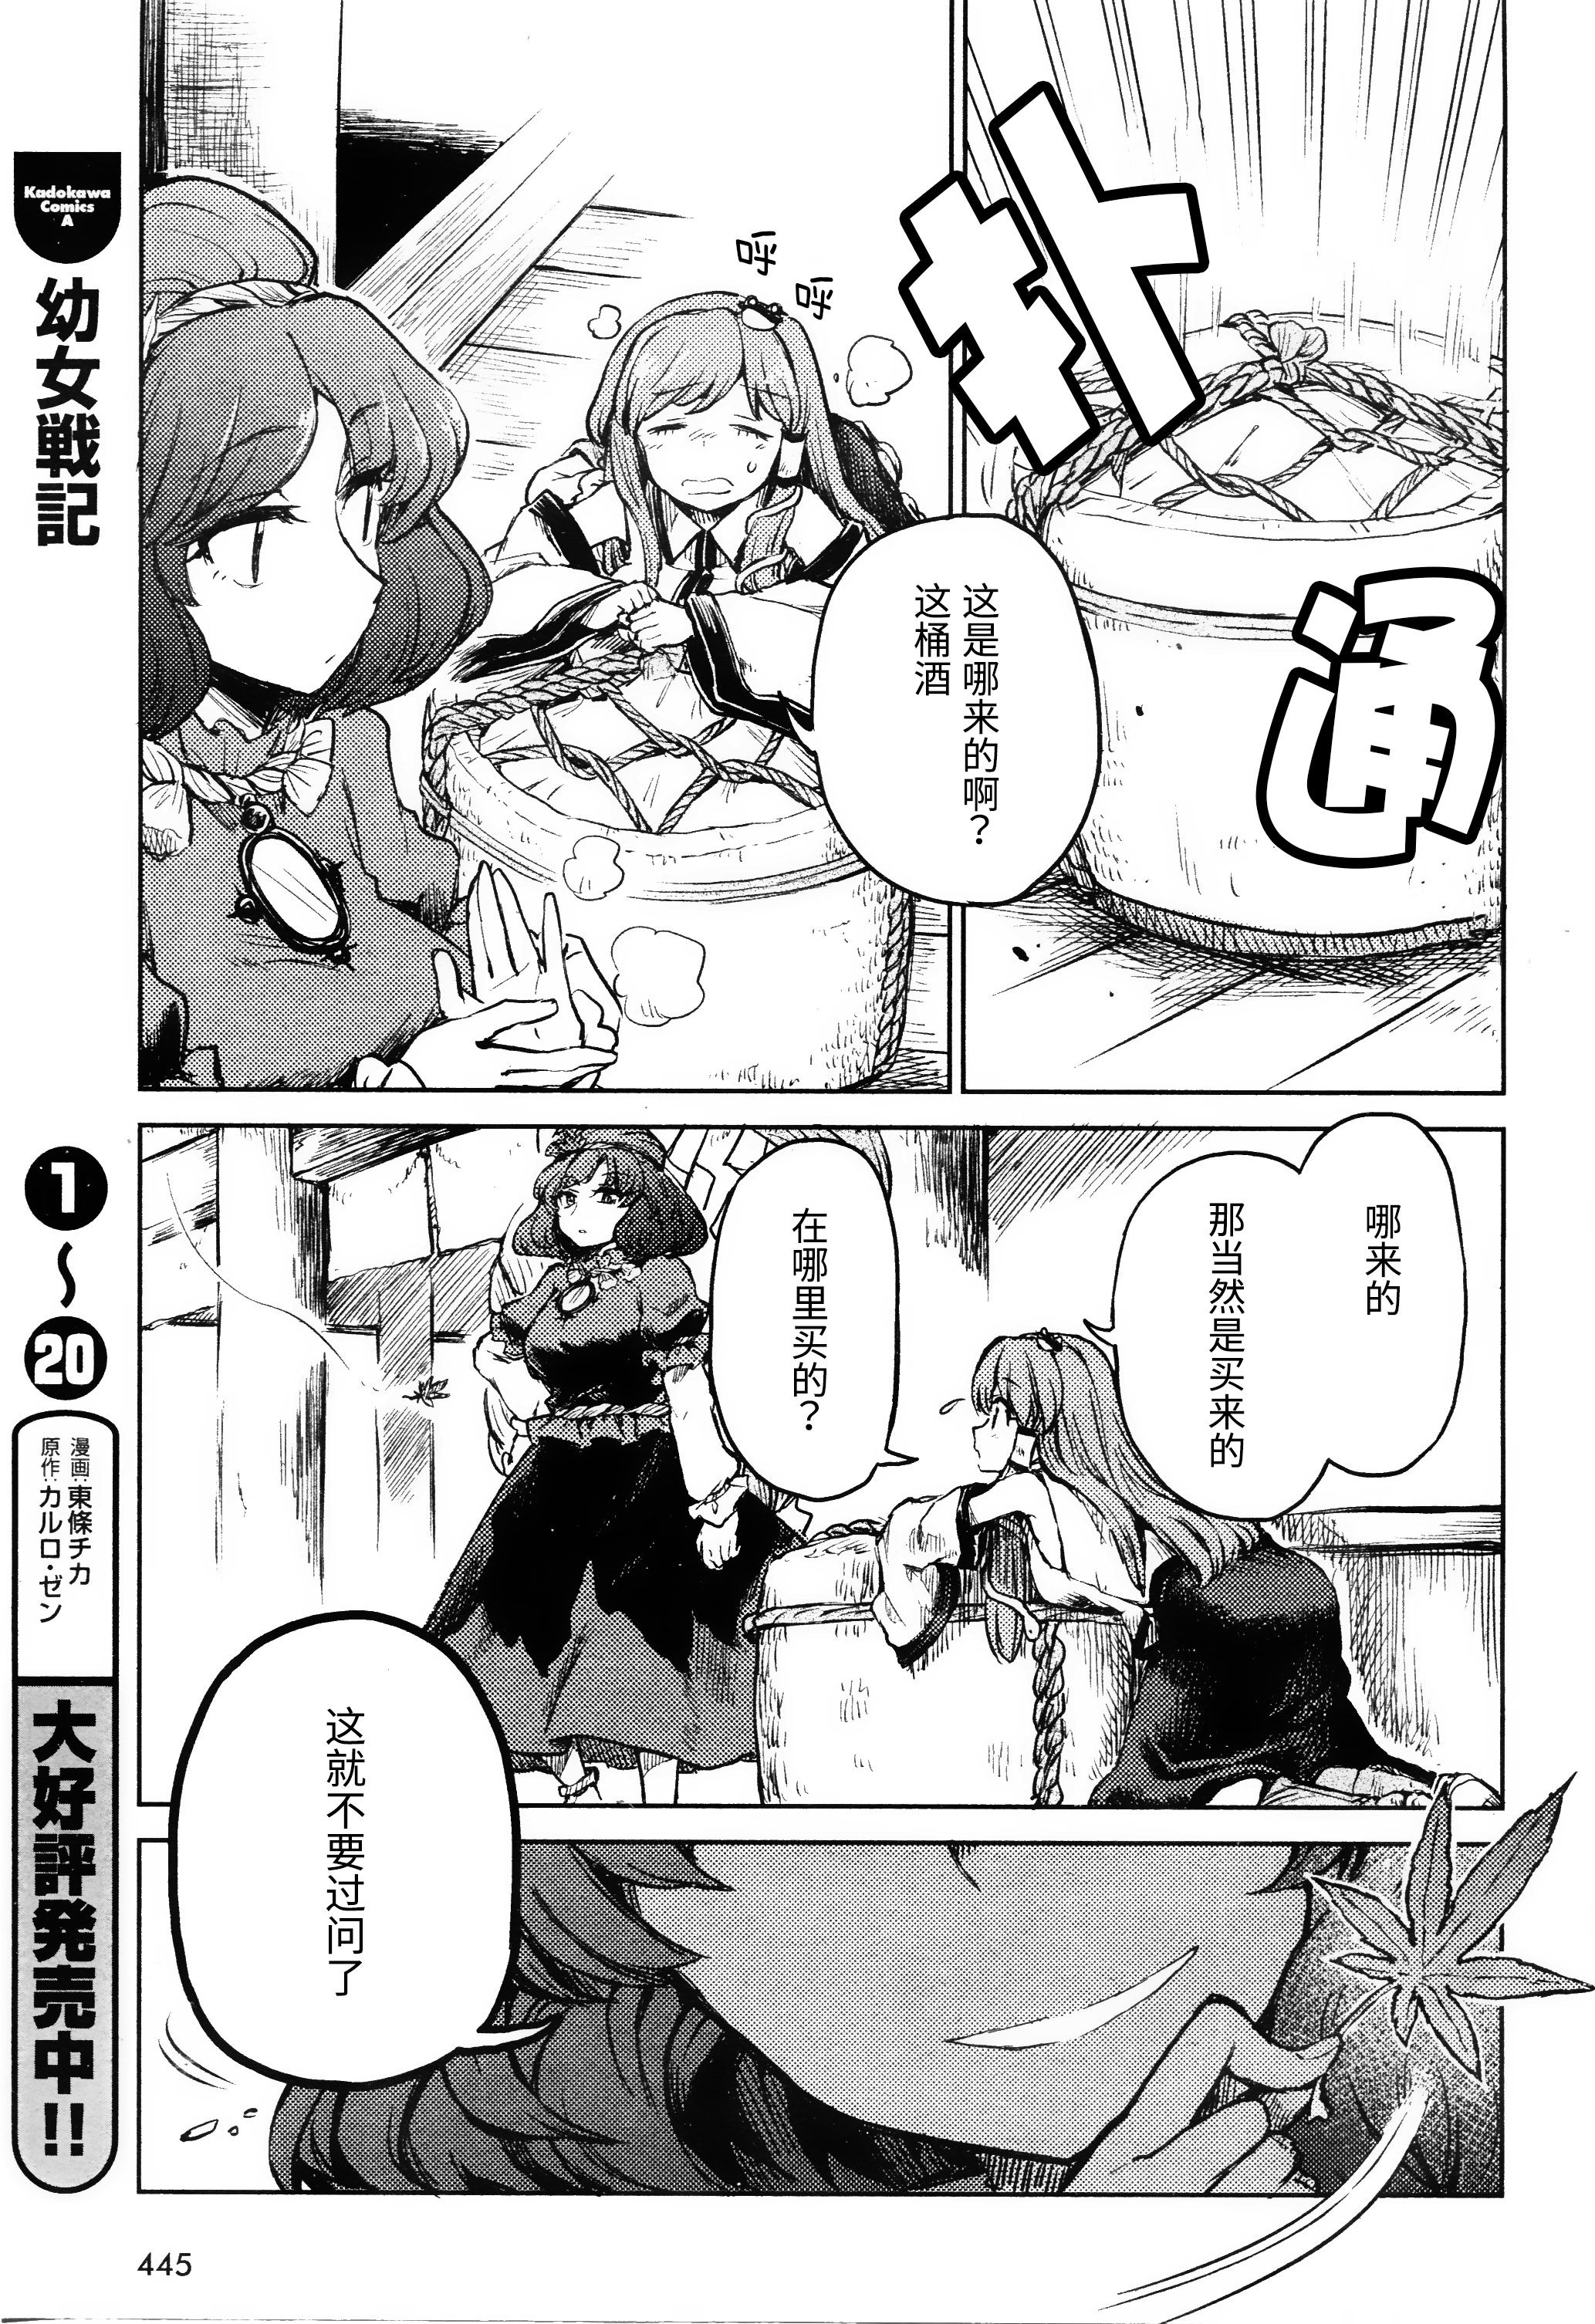 扑
通
咕
咕
这是哪来的啊？
这桶酒
哪来的
那当然是买来的
在哪里买的？
这就不要过问了
Kadokawa
Comics
A
幼女戦記
1～20
漫画:東條チカ
原作:カルロ・ゼン
大好評発売中!!
445